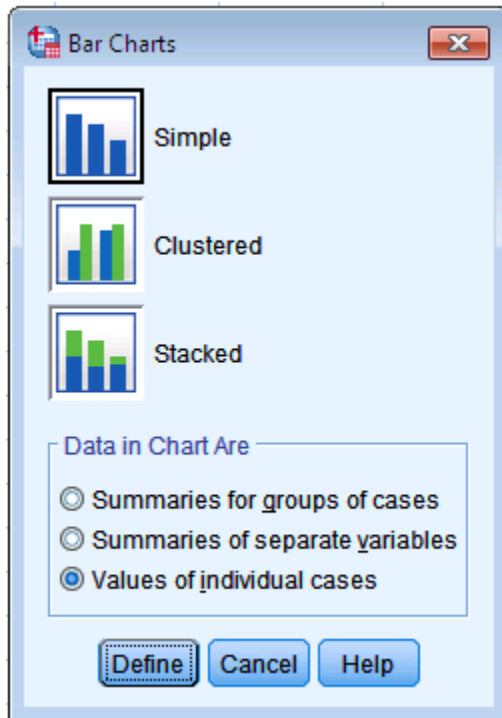 Bar Charts
Simple
Clustered
Stacked
Data in Chart Are
Summaries for groups of cases
Summaries of separate variables
Values of individual cases
Define Cancel Help